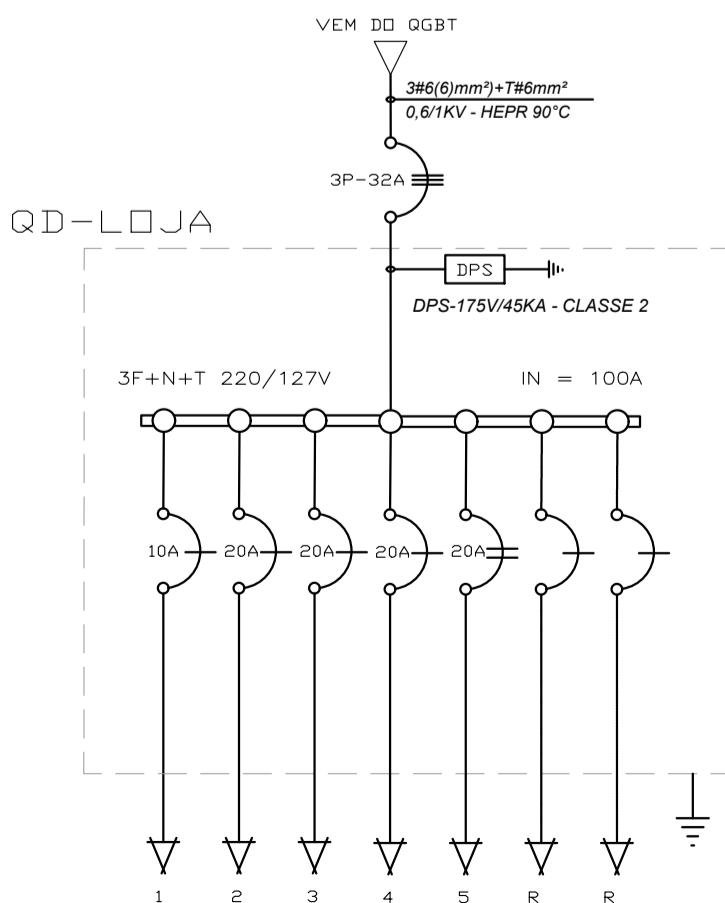 VEM DO QGBT
3#6(6)mm²)+T#6mm²
0,6/1KV - HEPR 90°C
3P-32A
QD-LOJA
DPS
DPS-175V/45KA - CLASSE 2
3F+N+T 220/127V
IN = 100A
10A 20A 20A 20A 20A
1 2 3 4 5 R R